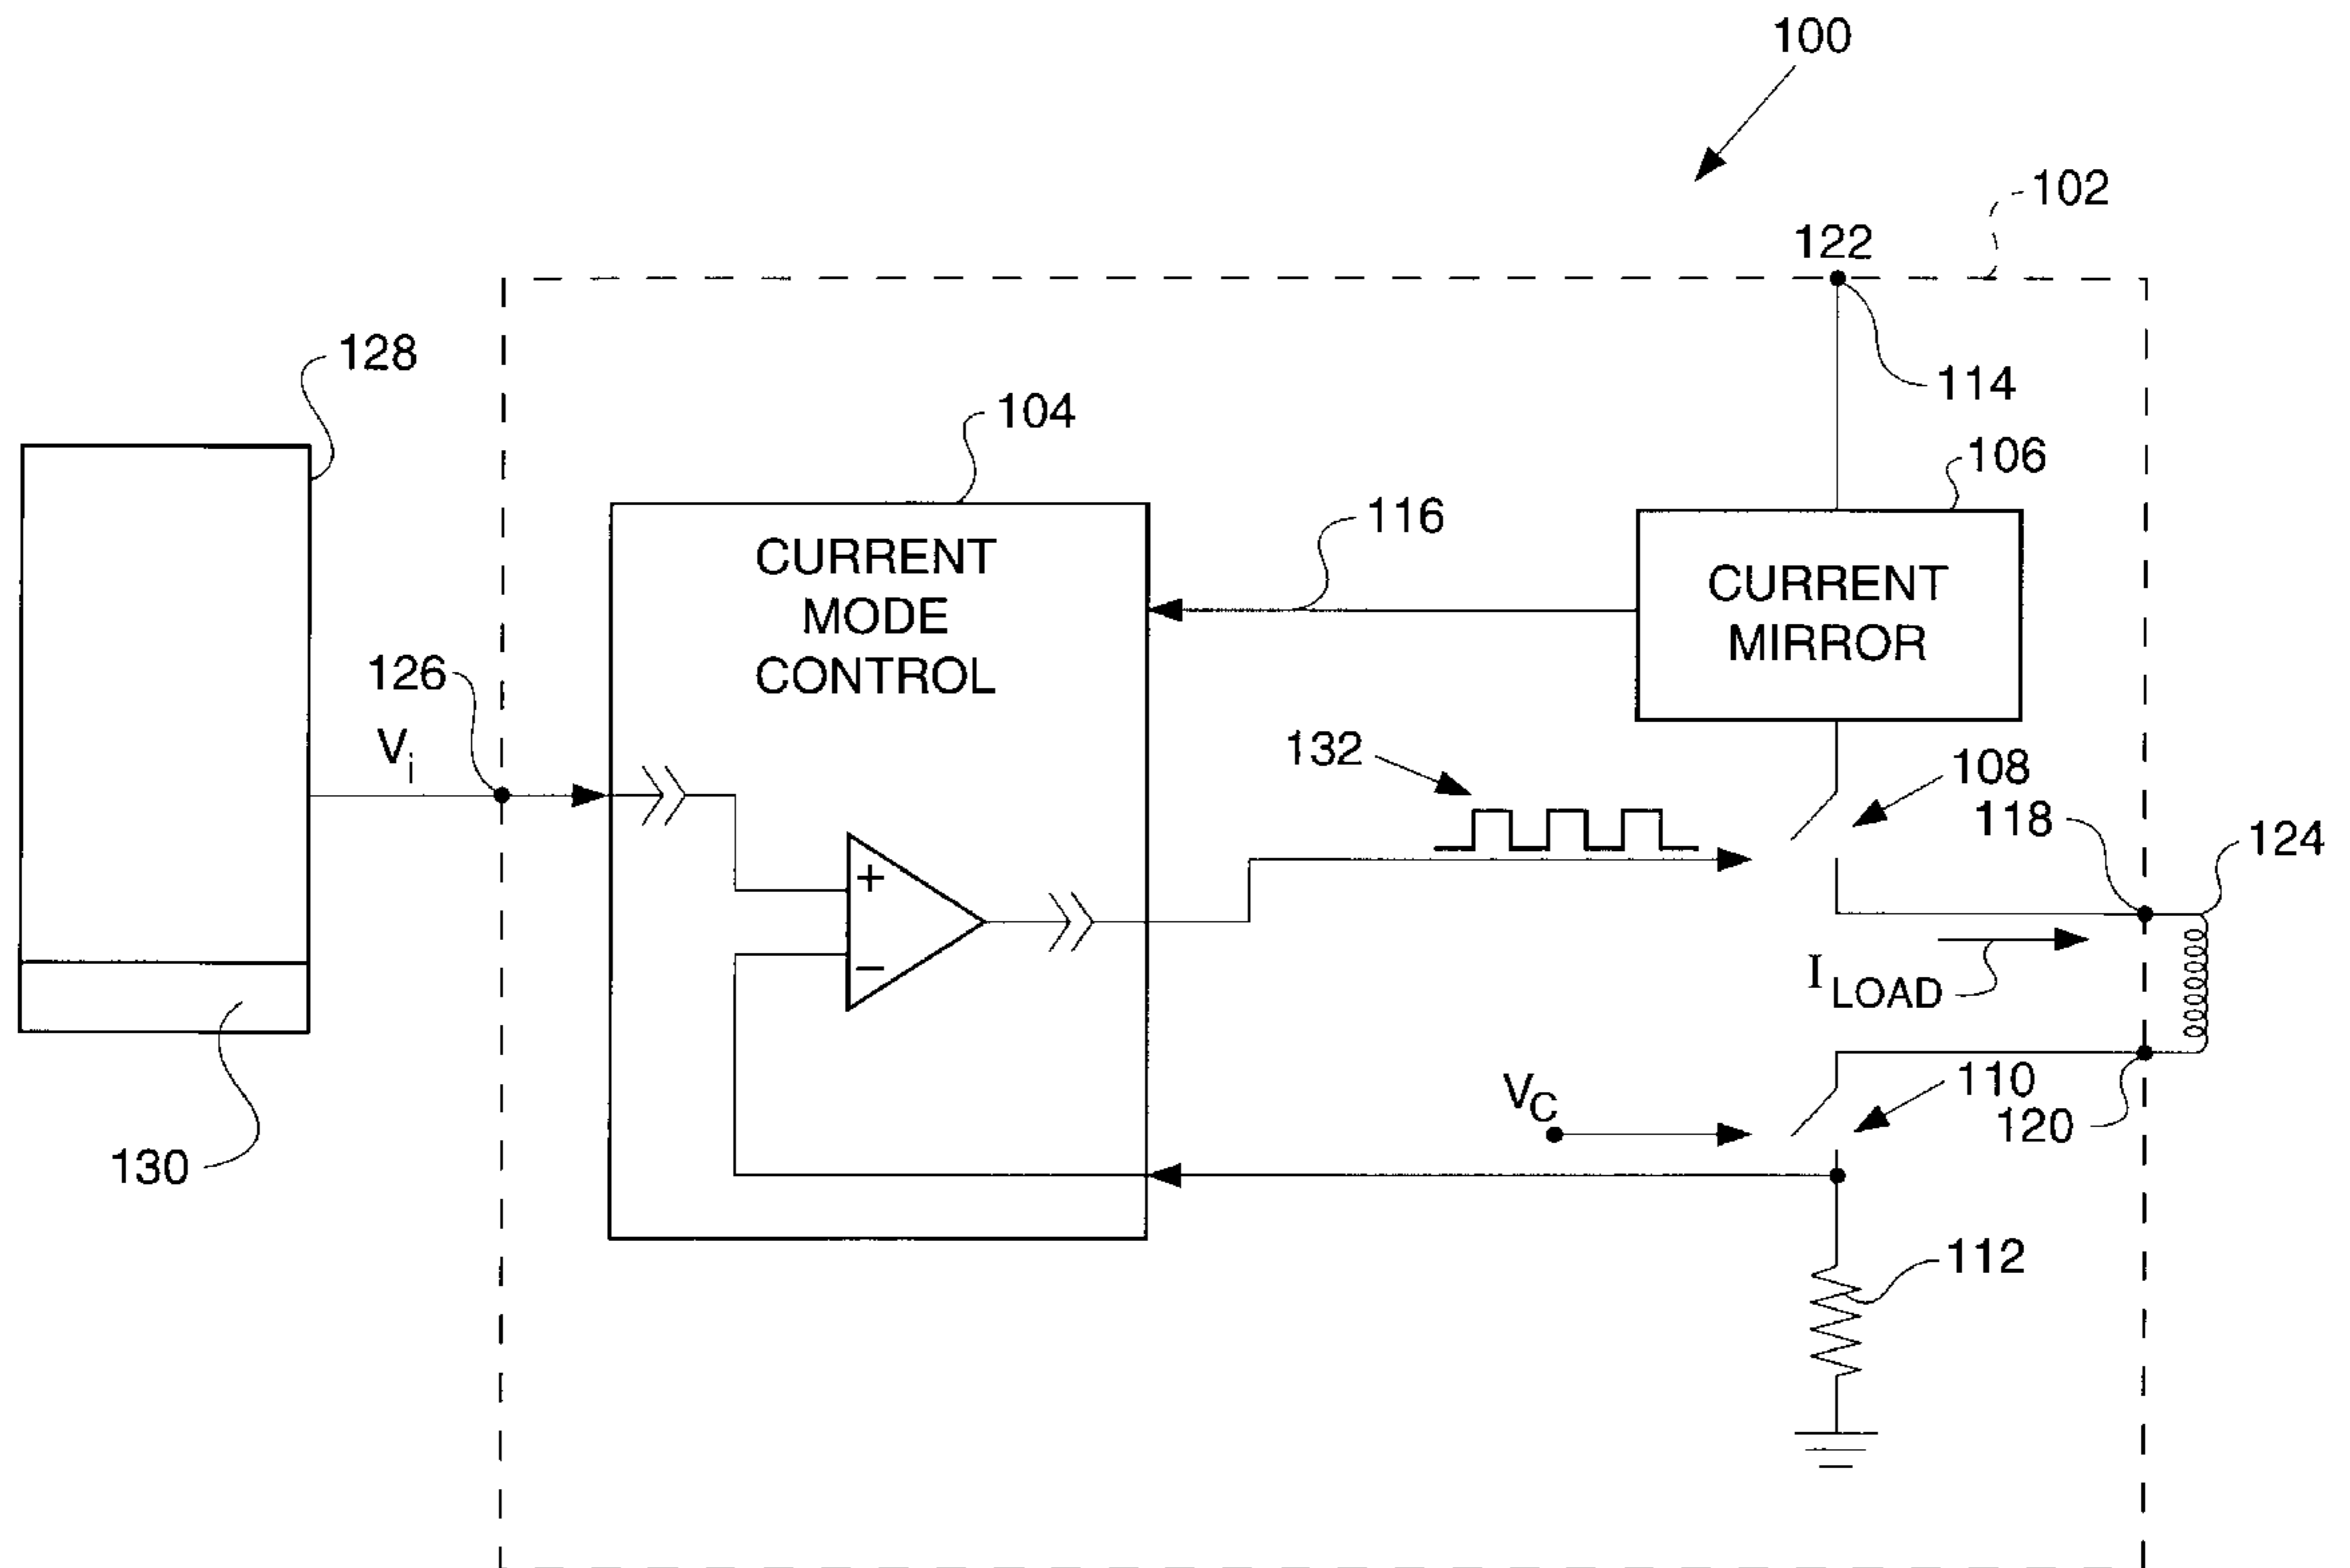 100
102
122
128
114
104
106
116
CURRENT
MODE
CONTROL
CURRENT
MIRROR
126
Vi
132
108
118
124
+
−
ILOAD
VC
110
120
130
112